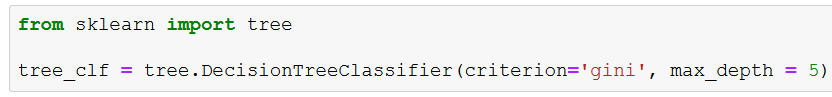 from sklearn import tree
tree_clf = tree.DecisionTreeClassifier(criterion='gini', max_depth = 5)